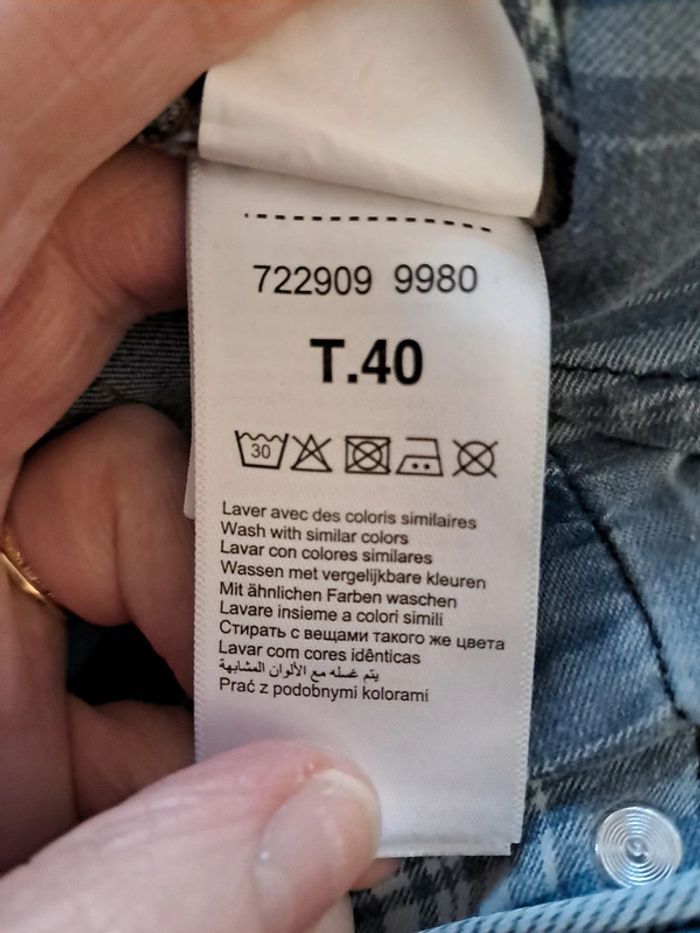 722909 9980
T.40
30
Laver avec des coloris similaires
Wash with similar colors
Lavar con colores similares
Wassen met vergelijkbare kleuren
Mit ähnlichen Farben waschen
Lavare insieme a colori simili
Стирать с вещами такого же цвета
Lavar com cores idênticas
يتم غسله مع الألوان المشابهة
Prać z podobnymi kolorami